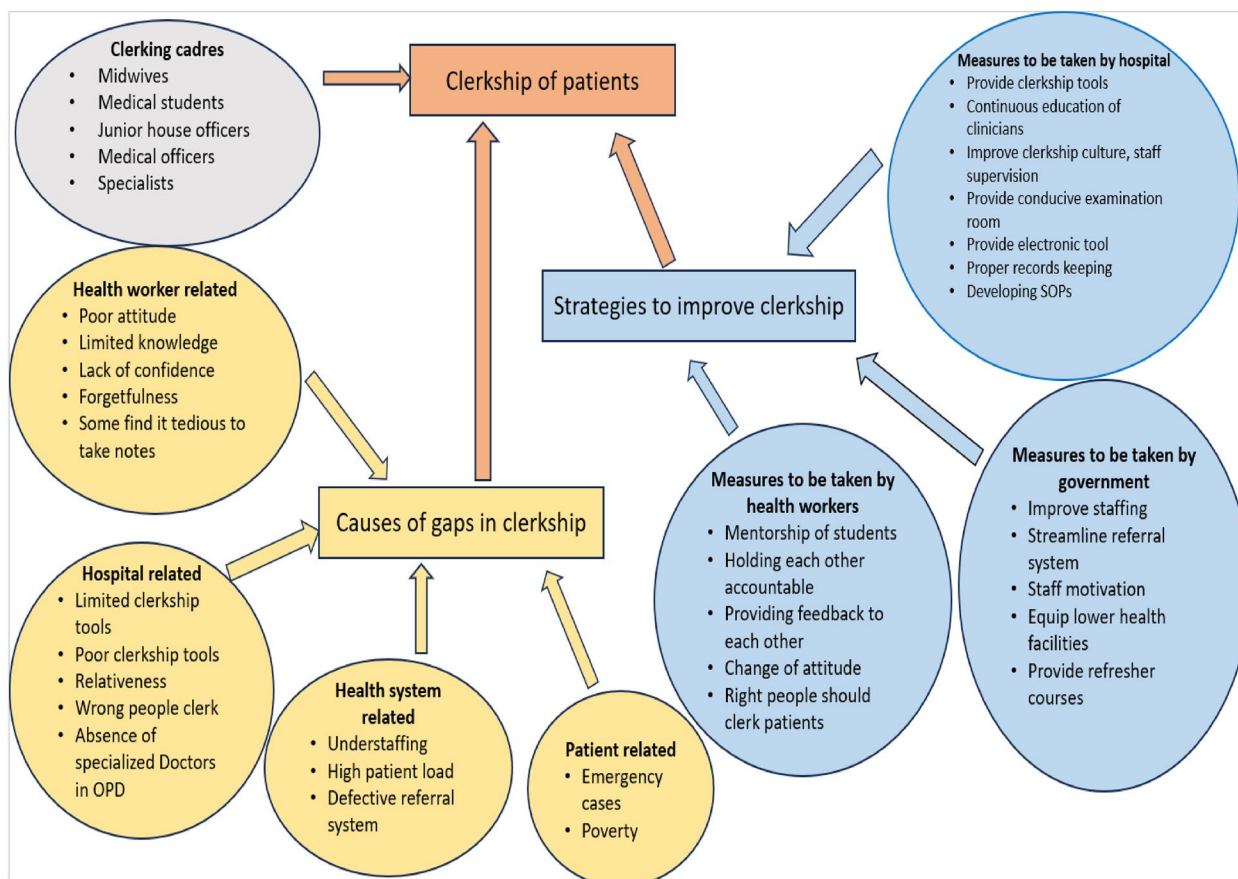 Clerking cadres
• Midwives
• Medical students
• Junior house officers
• Medical officers
• Specialists
Clerkship of patients
Measures to be taken by hospital
• Provide clerkship tools
• Continuous education of
clinicians
• Improve clerkship culture, staff
supervision
• Provide conducive examination
room
• Provide electronic tool
• Proper records keeping
• Developing SOPs
Health worker related
• Poor attitude
• Limited knowledge
• Lack of confidence
• Forgetfulness
• Some find it tedious to
take notes
Strategies to improve clerkship
Causes of gaps in clerkship
Measures to be taken by
health workers
• Mentorship of students
• Holding each other
accountable
• Providing feedback to
each other
• Change of attitude
• Right people should
clerk patients
Measures to be taken by
government
• Improve staffing
• Streamline referral
system
• Staff motivation
• Equip lower health
facilities
• Provide refresher
courses
Hospital related
• Limited clerkship
tools
• Poor clerkship tools
• Relativeness
• Wrong people clerk
• Absence of
specialized Doctors
in OPD
Health system
related
• Understaffing
• High patient load
• Defective referral
system
Patient related
• Emergency
cases
• Poverty